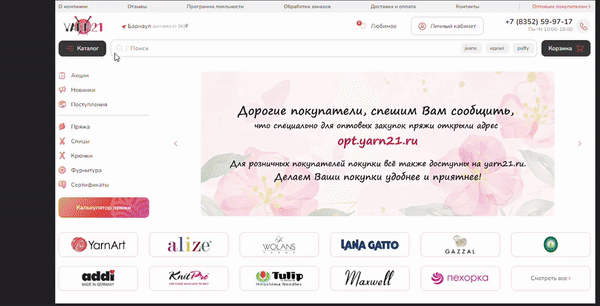 О компании Отзывы Программа лояльности Обработка заказов Доставка и оплата Контакты Оптовым покупателям
YARN21 Барнаул доставка от 363₽ Любимое Личный кабинет +7 (8352) 59-97-17
Пн-Чт 10:00-18:00
Каталог Поиск jeans идеал puffy Корзина
Акции
Новинки
Поступления
Пряжа
Спицы
Крючки
Фурнитура
Сертификаты
Калькулятор пряжи
Дорогие покупатели, спешим Вам сообщить,
что специально для оптовых закупок пряжи открыли адрес
opt.yarn21.ru
Для розничных покупателей покупки всё также доступны на yarn21.ru.
Делаем Ваши покупки удобнее и приятнее!
YarnArt alize WOLANS LANA GATTO GAZZAL
addi KnitPro Tulip Maxwell пехорка Смотреть все ›
MADE IN GERMANY Hiroshima Needles